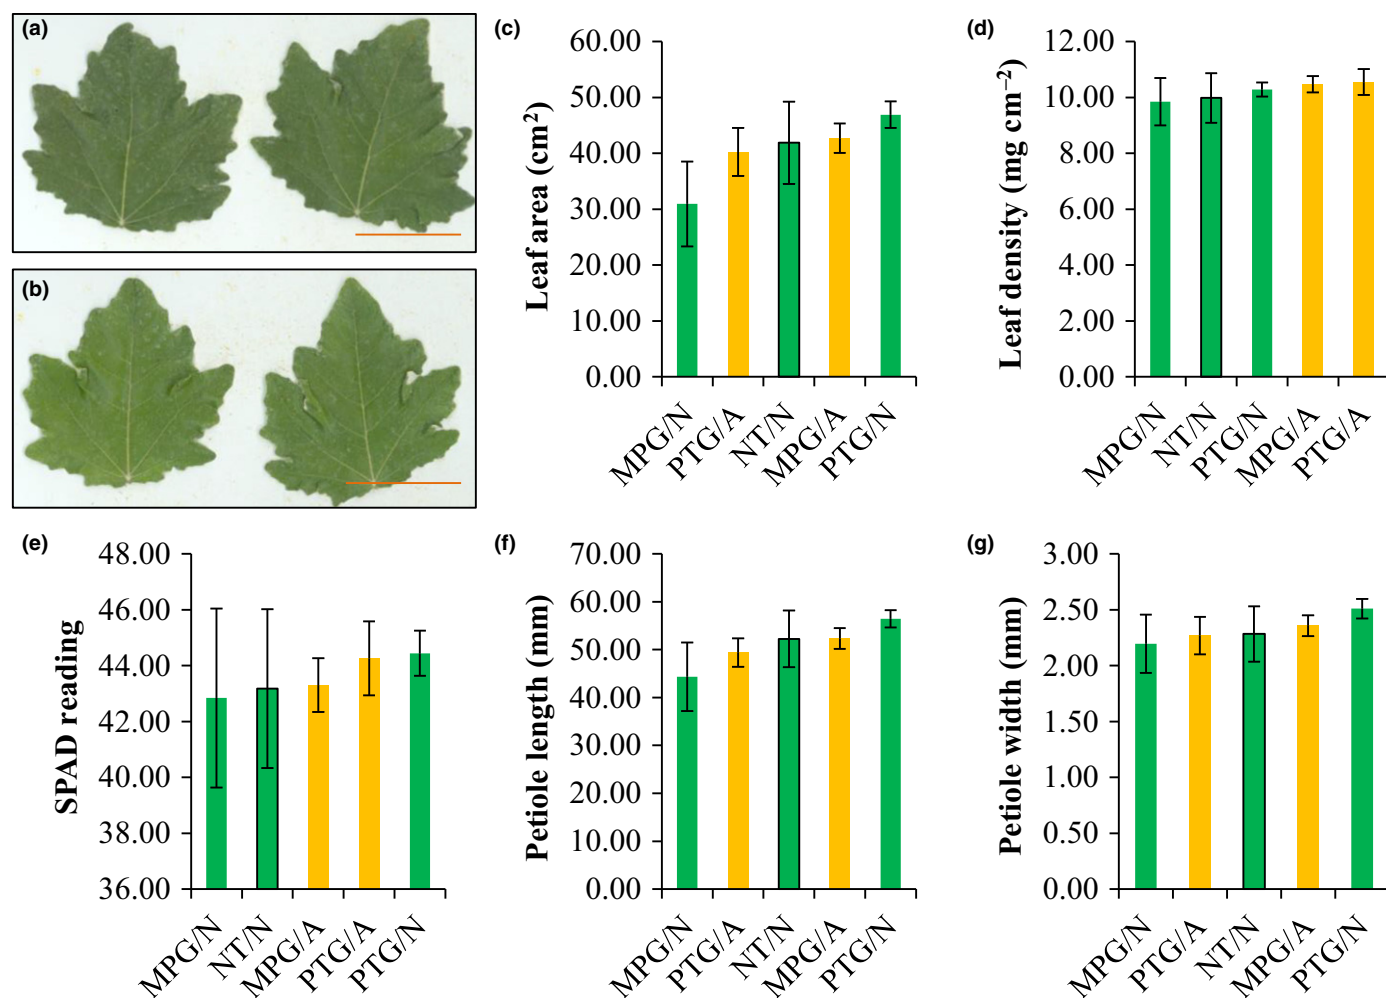 (a)
(b)
(c)
Leaf area (cm²)
60.00
50.00
40.00
30.00
20.00
10.00
0.00
MPG/N
PTG/A
NT/N
MPG/A
PTG/N
(d)
Leaf density (mg cm⁻²)
12.00
10.00
8.00
6.00
4.00
2.00
0.00
MPG/N
NT/N
PTG/N
MPG/A
PTG/A
(e)
SPAD reading
48.00
46.00
44.00
42.00
40.00
38.00
36.00
MPG/N
NT/N
MPG/A
PTG/A
PTG/N
(f)
Petiole length (mm)
70.00
60.00
50.00
40.00
30.00
20.00
10.00
0.00
MPG/N
PTG/A
NT/N
MPG/A
PTG/N
(g)
Petiole width (mm)
3.00
2.50
2.00
1.50
1.00
0.50
0.00
MPG/N
PTG/A
NT/N
MPG/A
PTG/N